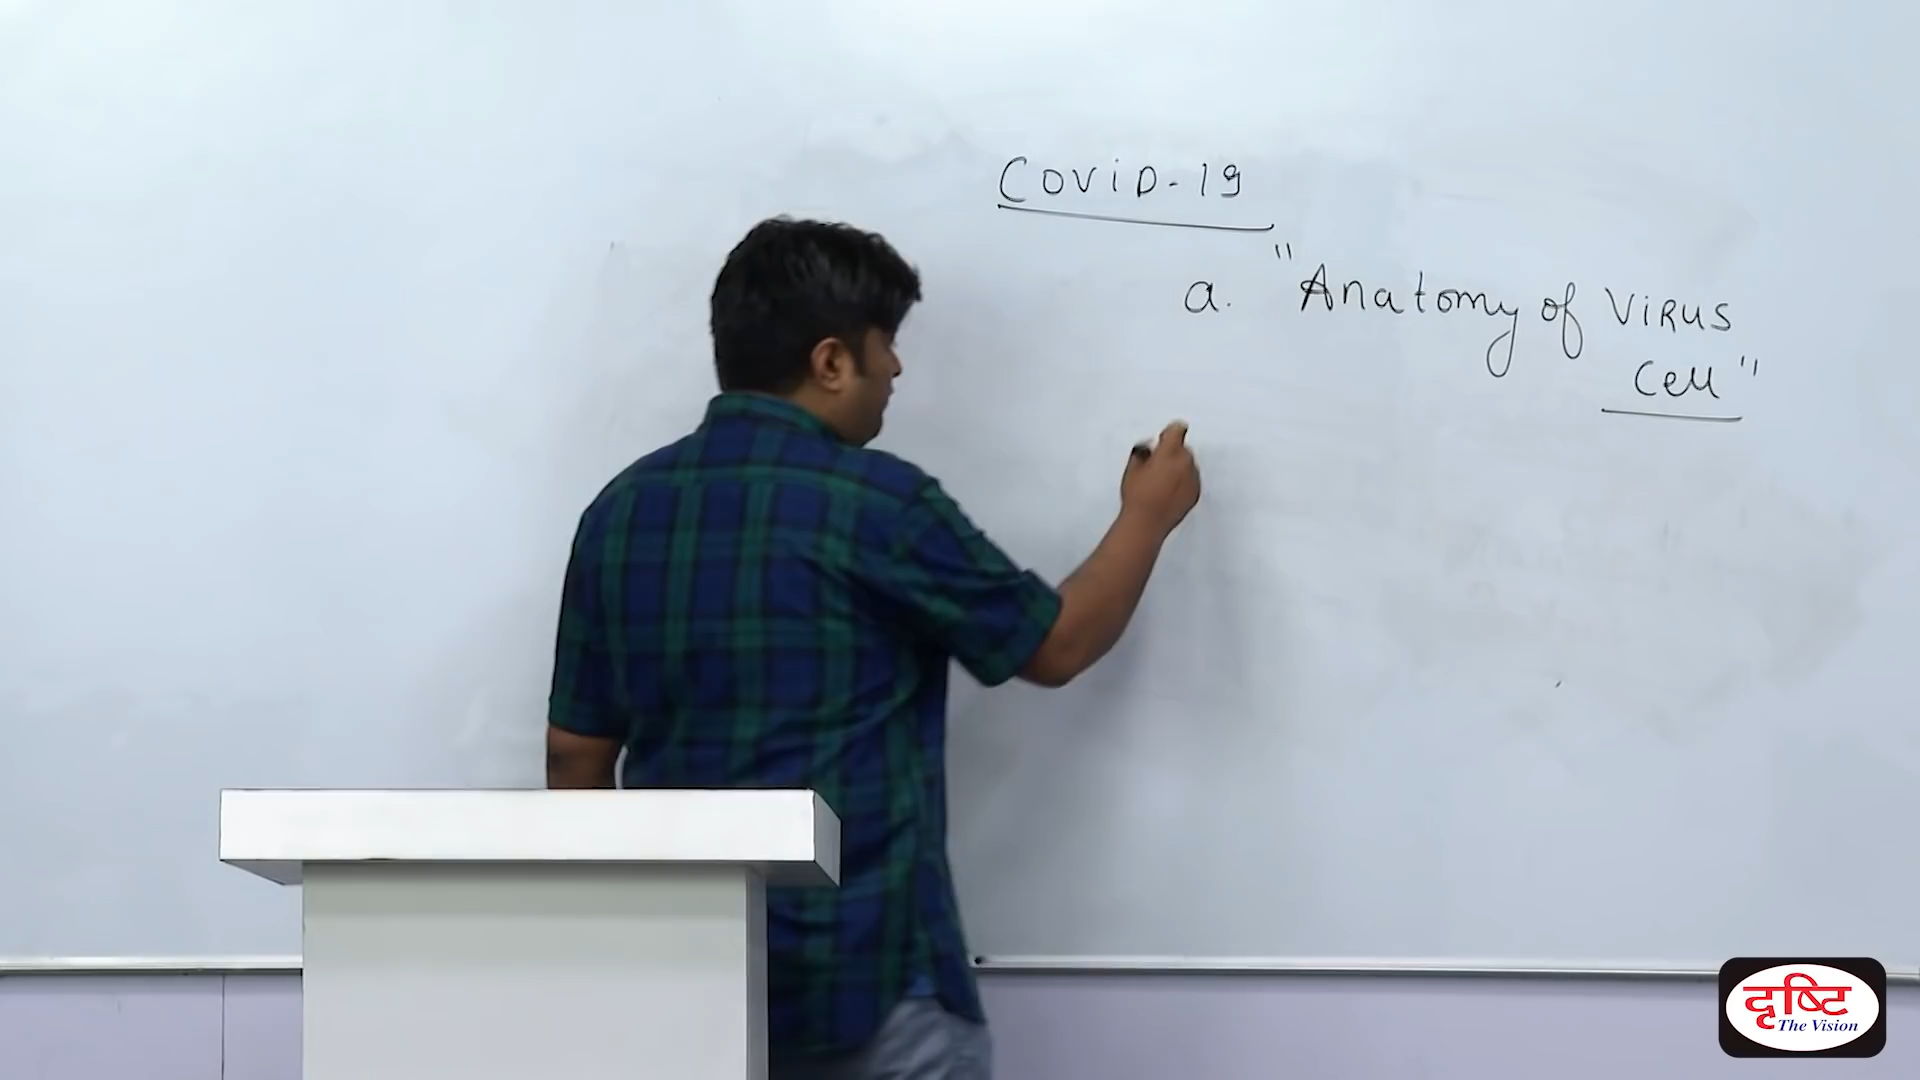 COViD-19
a. "Anatomy of ViRUS
Cell"
दृष्टि
The Vision